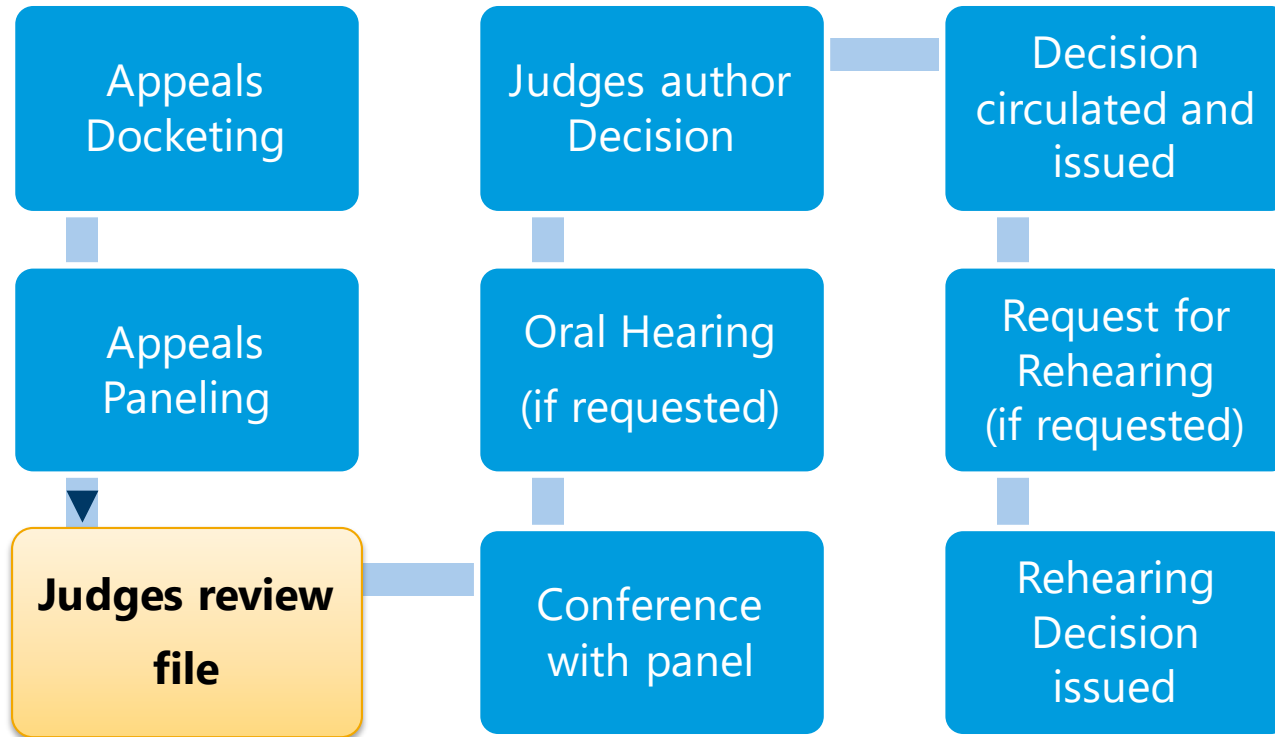 Appeals
Docketing
Appeals
Paneling
Judges review
file
Conference
with panel
Oral Hearing
(if requested)
Judges author
Decision
Decision
circulated and
issued
Request for
Rehearing
(if requested)
Rehearing
Decision
issued